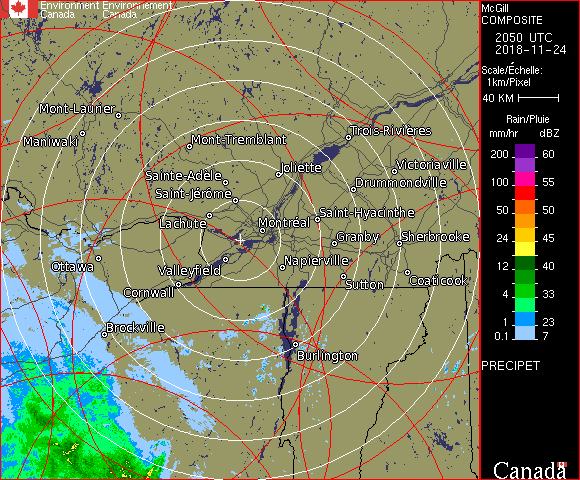 Environment Environnement
Canada Canada
McGill
COMPOSITE
2050 UTC
2018-11-24
Scale/Échelle:
1km/Pixel
40 KM
Rain/Pluie
mm/hr dBZ
200 60
100 55
50 50
24 45
12 40
4 33
1 23
0.1 7
PRECIPET
Canada
Mont-Laurier
Maniwaki
Mont-Tremblant
Trois-Rivières
Sainte-Adèle
Joliette
Victoriaville
Saint-Jérôme
Drummondville
Lachute
Montréal
Saint-Hyacinthe
Granby
Sherbrooke
Ottawa
Valleyfield
Napierville
Cornwall
Sutton
Coaticook
Brockville
Burlington